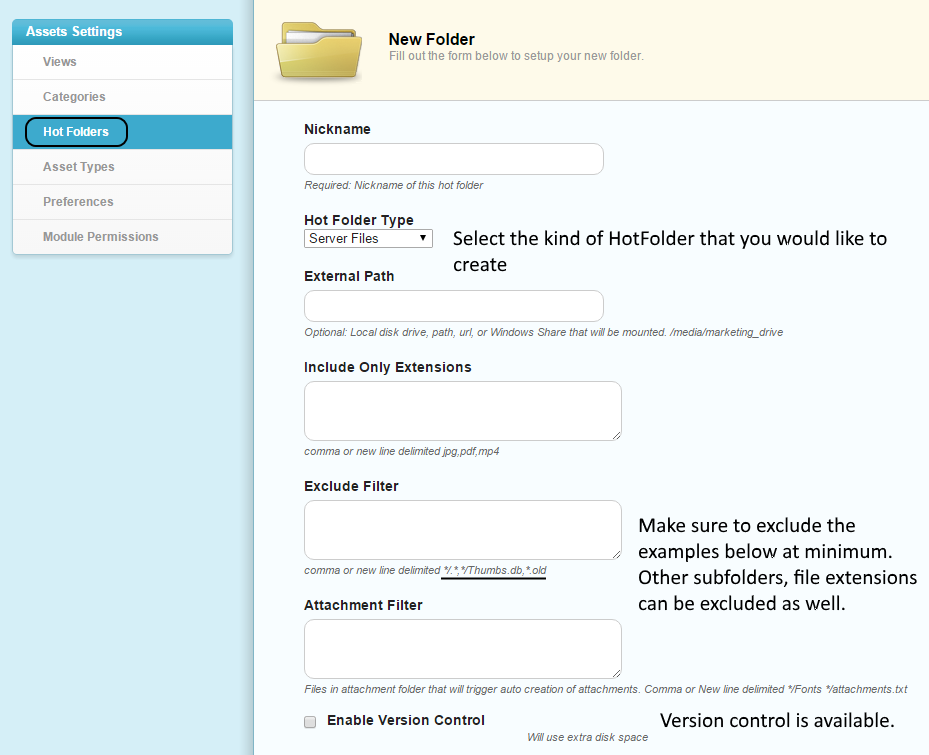 Assets Settings
Views
Categories
Hot Folders
Asset Types
Preferences
Module Permissions
New Folder
Fill out the form below to setup your new folder.
Nickname
Required: Nickname of this hot folder
Hot Folder Type
Server Files
Select the kind of HotFolder that you would like to
create
External Path
Optional: Local disk drive, path, url, or Windows Share that will be mounted. /media/marketing_drive
Include Only Extensions
comma or new line delimited jpg,pdf,mp4
Exclude Filter
Make sure to exclude the
examples below at minimum.
Other subfolders, file extensions
can be excluded as well.
comma or new line delimited */.*,*/Thumbs.db,*.old
Attachment Filter
Files in attachment folder that will trigger auto creation of attachments. Comma or New line delimited */Fonts */attachments.txt
Enable Version Control
Version control is available.
Will use extra disk space